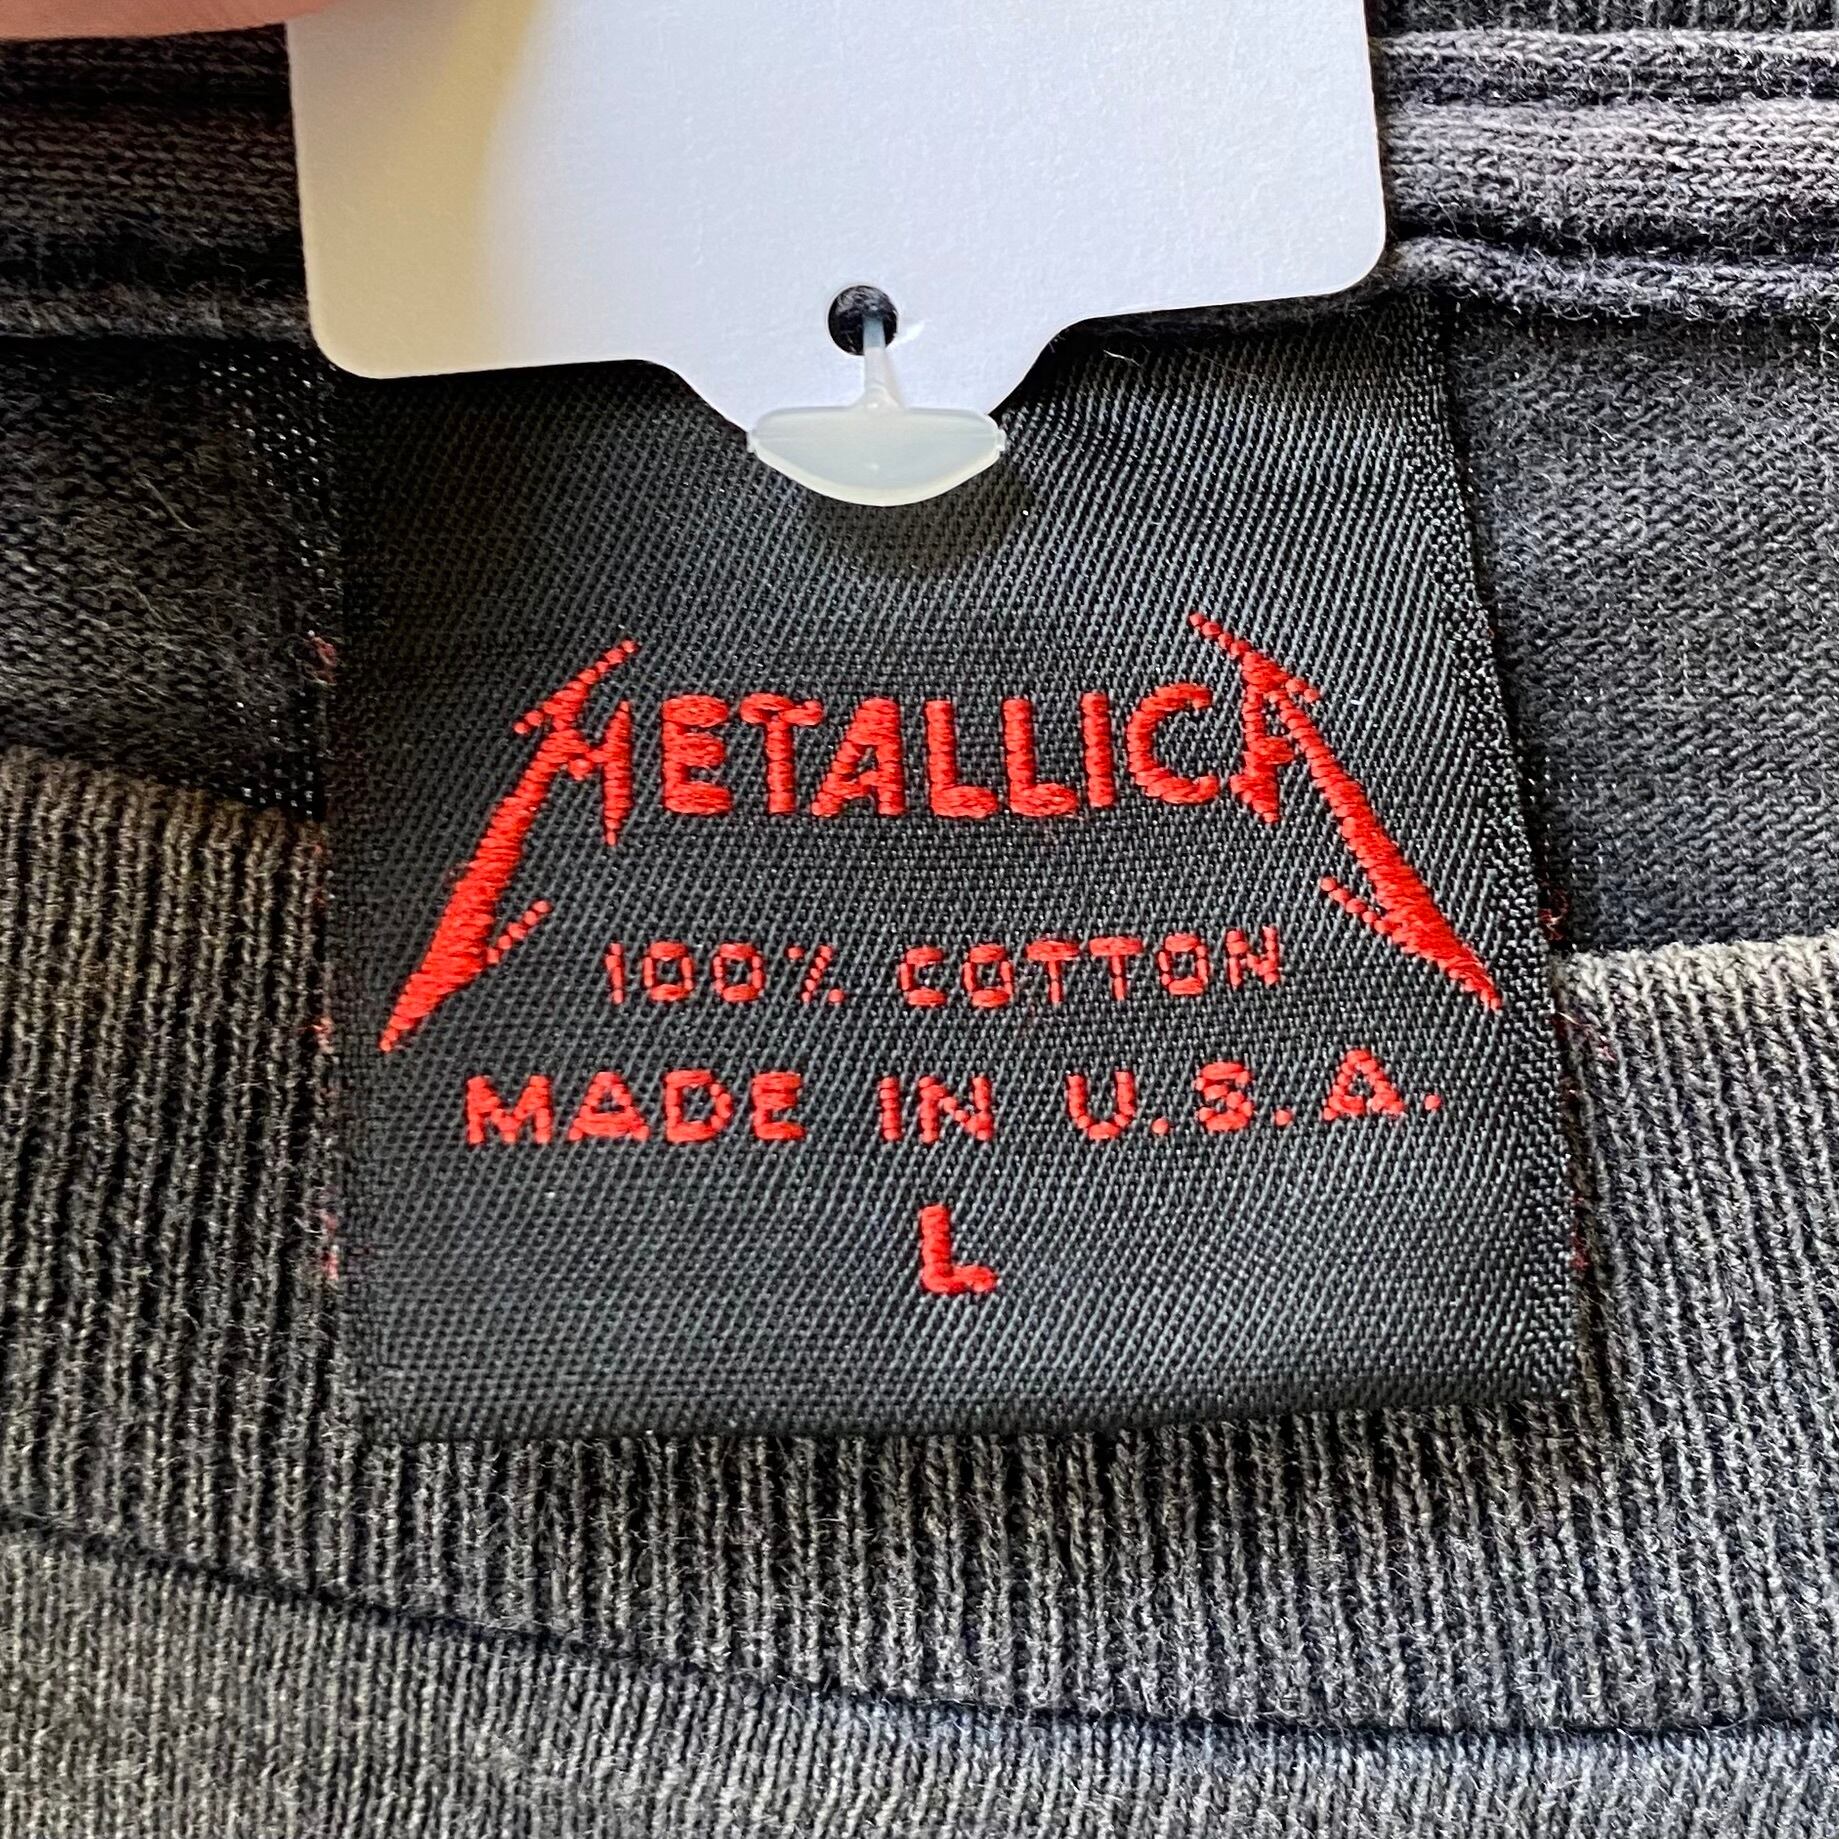 METALLICA
100% COTTON
MADE IN U.S.A.
L